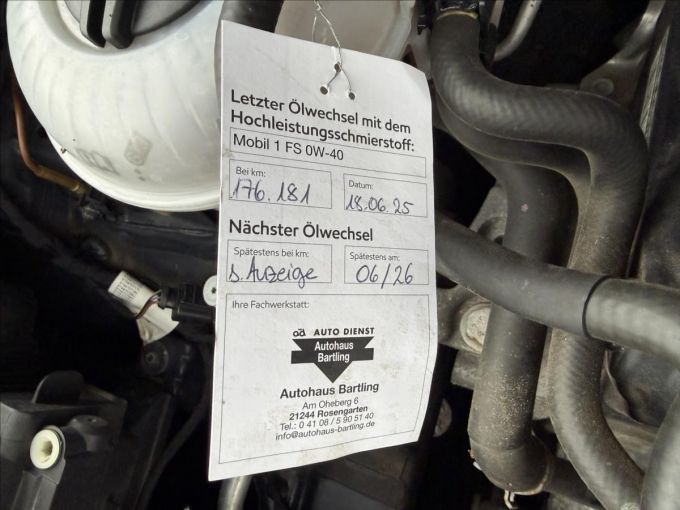 Letzter Ölwechsel mit dem
Hochleistungsschmierstoff:
Mobil 1 FS 0W-40
Bei km: Datum:
176.181 18.06.25
Nächster Ölwechsel
Spätestens bei km: Spätestens am:
s. Anzeige 06/26
Ihre Fachwerkstatt:
ad AUTO DIENST
Autohaus
Bartling
Autohaus Bartling
Am Oheberg 6
21244 Rosengarten
Tel.: 0 41 08 / 5 90 51 40
info@autohaus-bartling.de